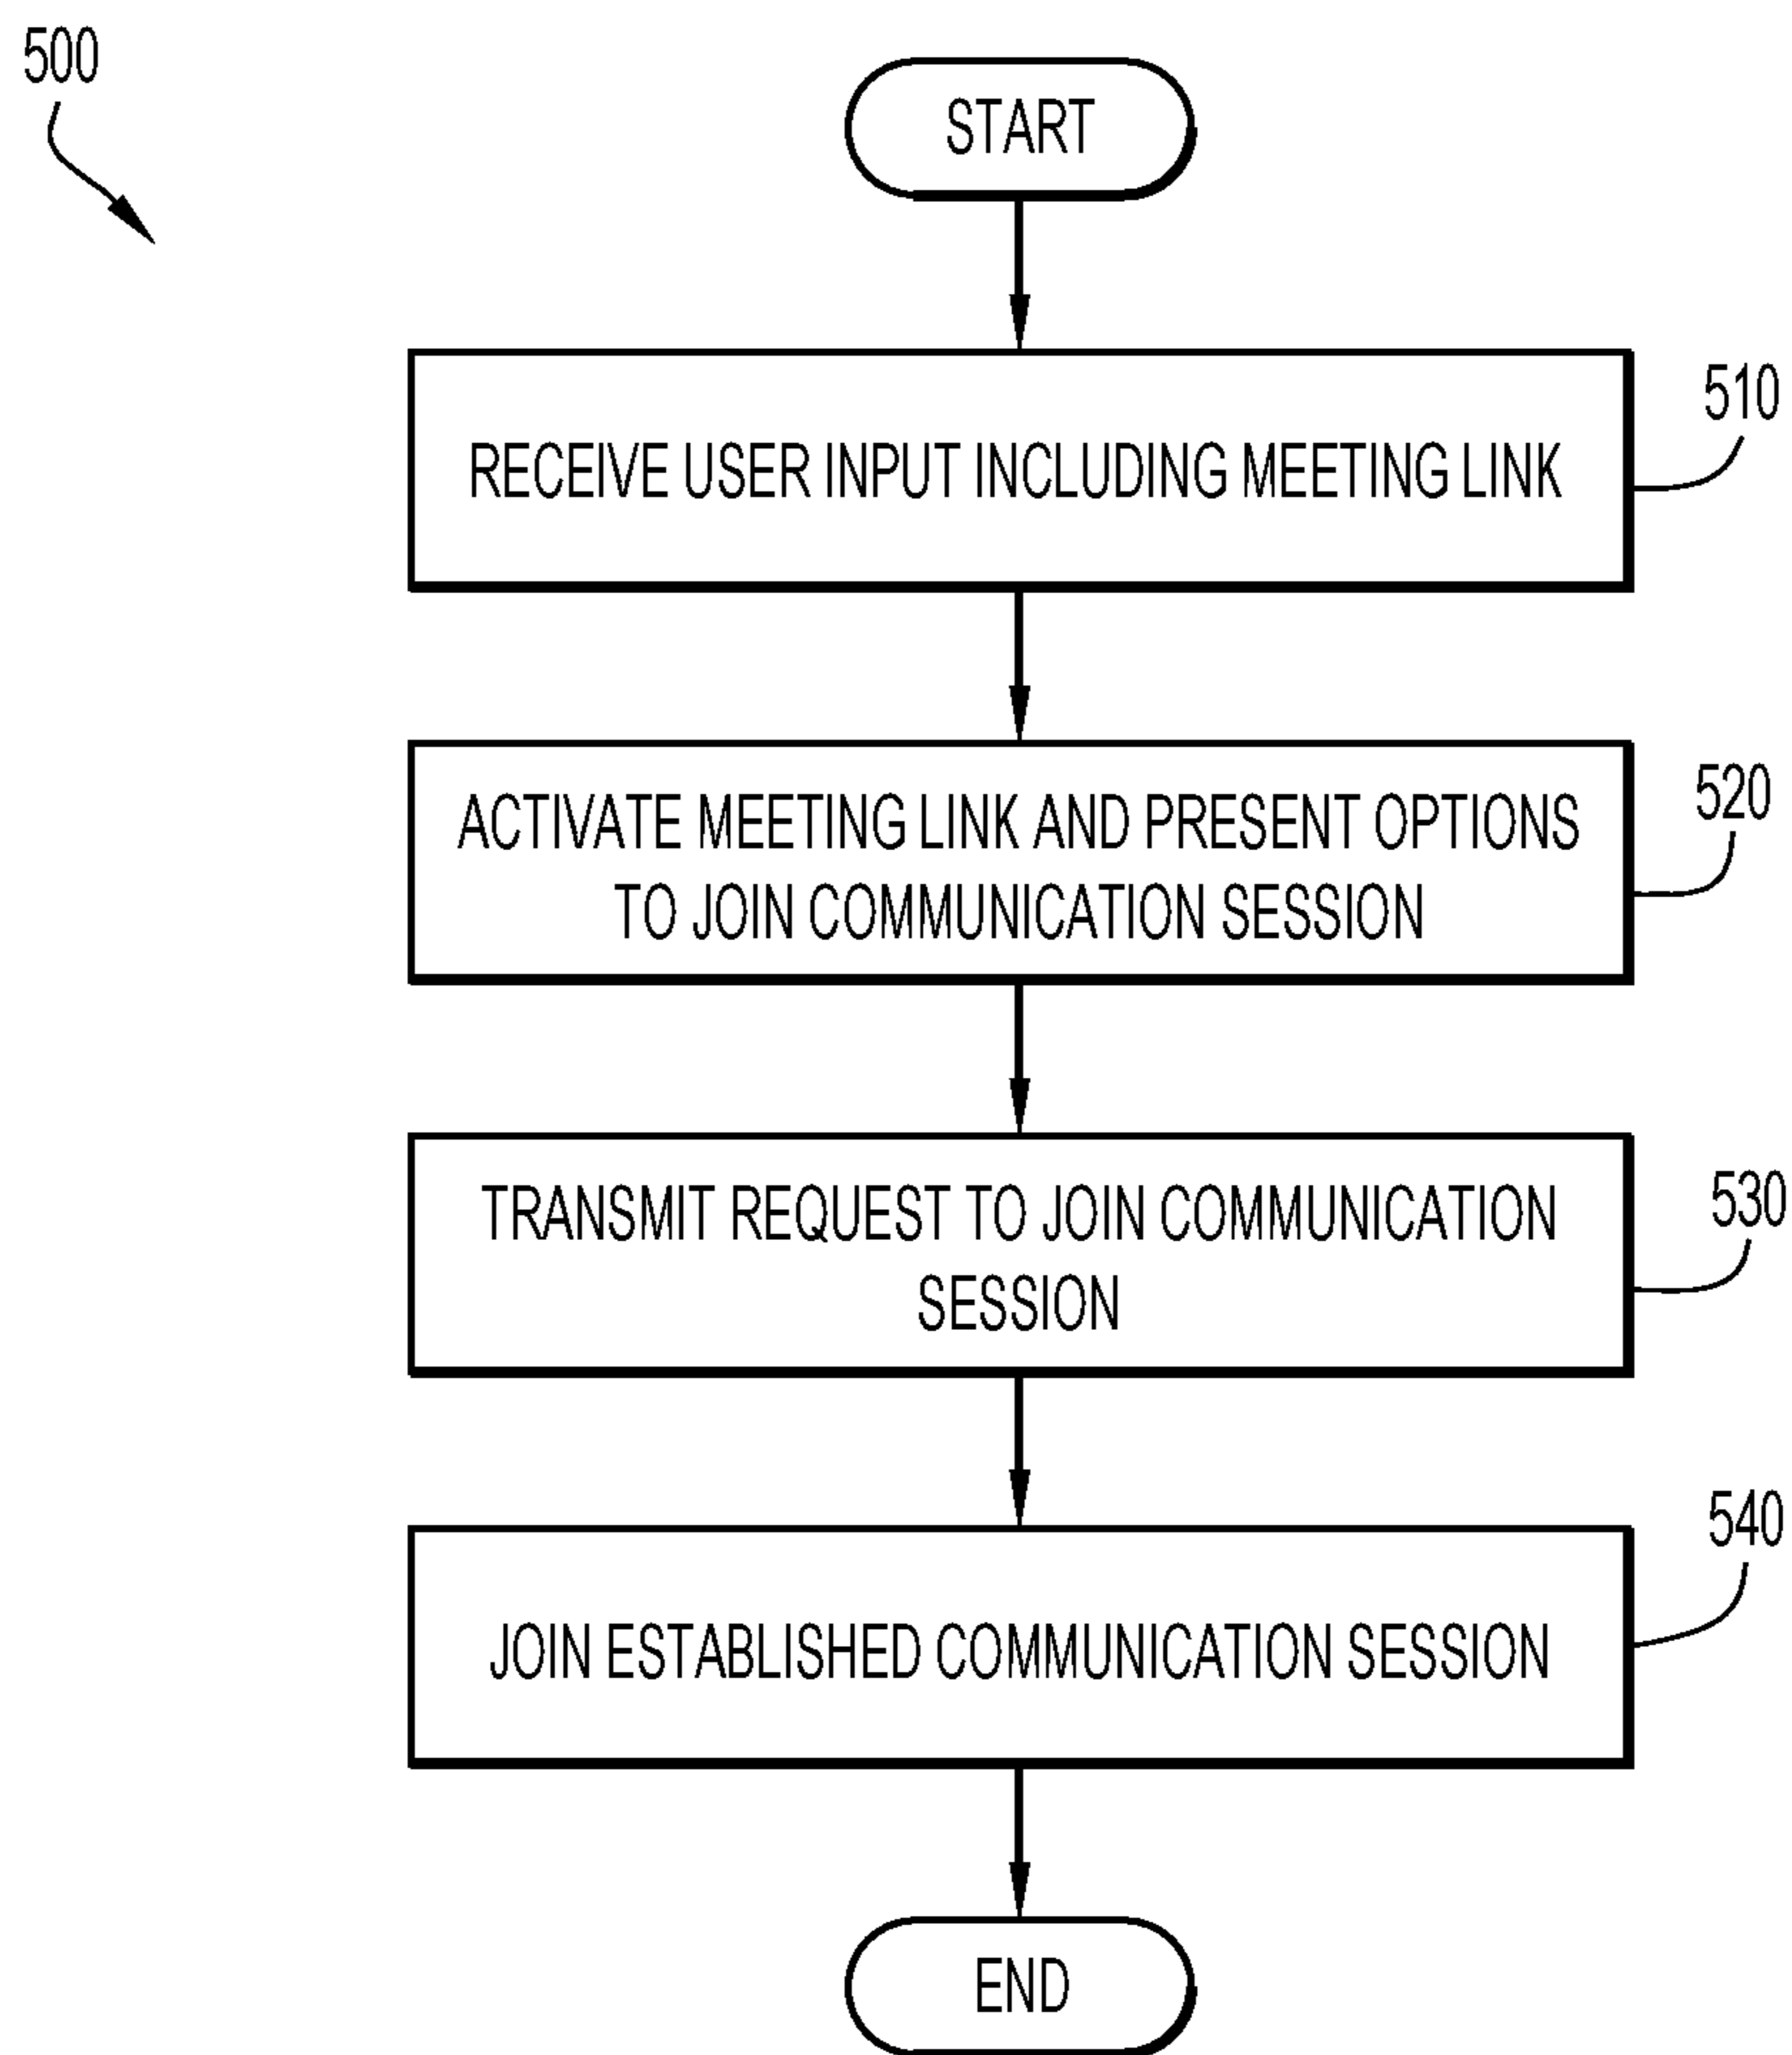 500
START
510
RECEIVE USER INPUT INCLUDING MEETING LINK
520
ACTIVATE MEETING LINK AND PRESENT OPTIONS
TO JOIN COMMUNICATION SESSION
530
TRANSMIT REQUEST TO JOIN COMMUNICATION
SESSION
540
JOIN ESTABLISHED COMMUNICATION SESSION
END